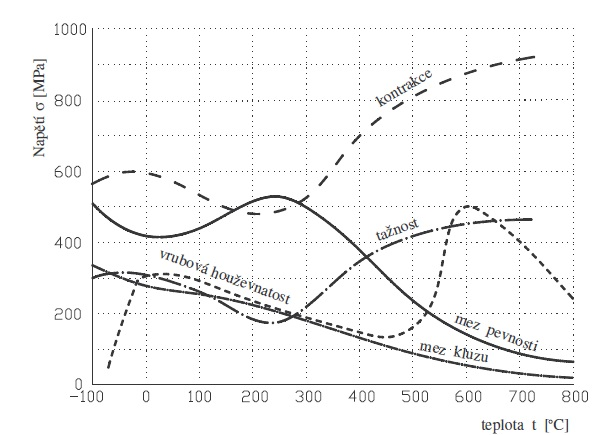 1000
800
600
400
200
0
Napětí σ [MPa]
kontrakce
tažnost
vrubová houževnatost
mez pevnosti
mez kluzu
-100 0 100 200 300 400 500 600 700 800
teplota t [°C]